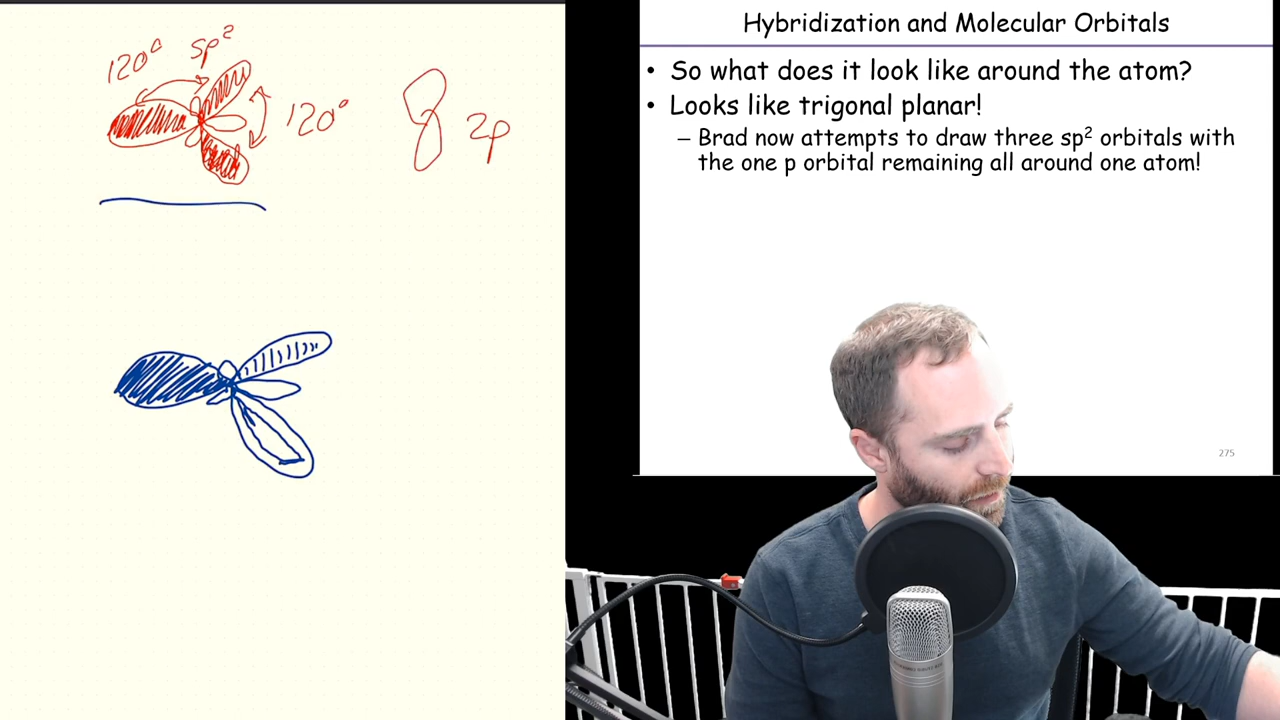 120° sp²
120°
2p
Hybridization and Molecular Orbitals
• So what does it look like around the atom?
• Looks like trigonal planar!
– Brad now attempts to draw three sp² orbitals with
the one p orbital remaining all around one atom!
275